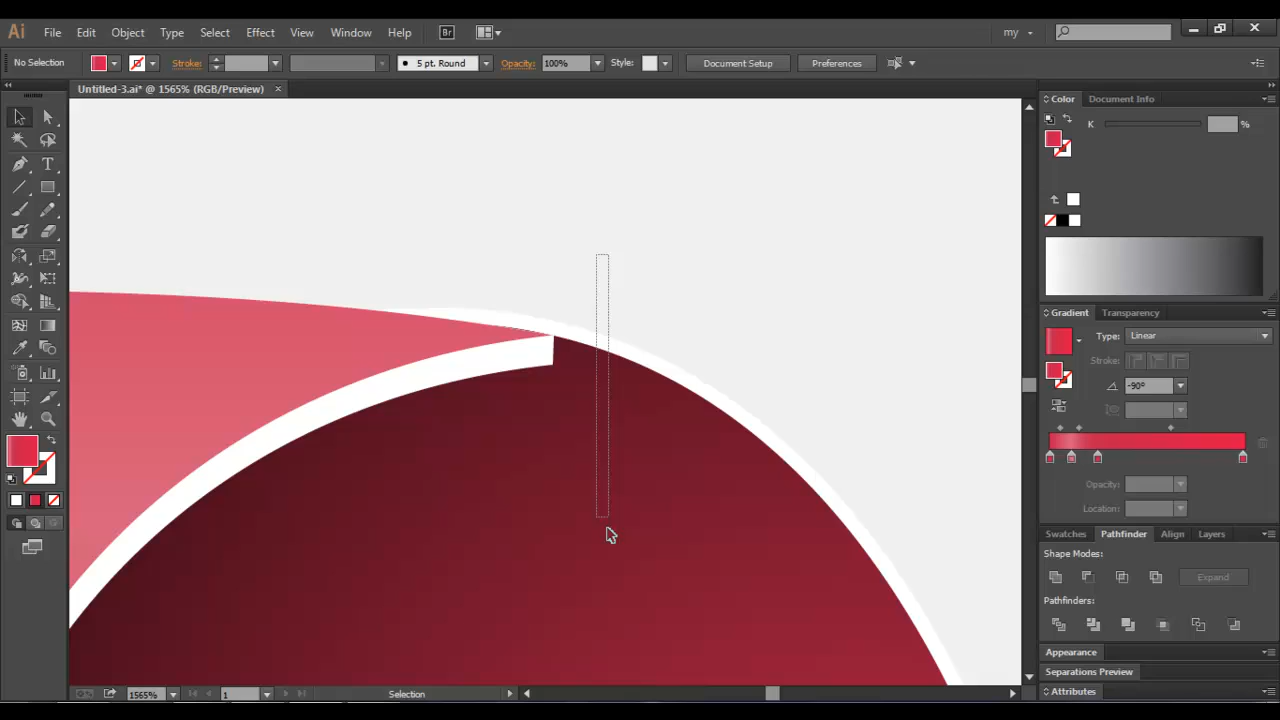 Ai File Edit Object Type Select Effect View Window Help Br my
No Selection Stroke: 5 pt. Round Opacity: 100% Style: Document Setup Preferences
Untitled-3.ai* @ 1565% (RGB/Preview)
Color Document Info
K %
Gradient Transparency
Type: Linear
Stroke:
-90°
Opacity:
Location:
Swatches Pathfinder Align Layers
Shape Modes:
Expand
Pathfinders:
Appearance
Separations Preview
Attributes
1565% 1 Selection